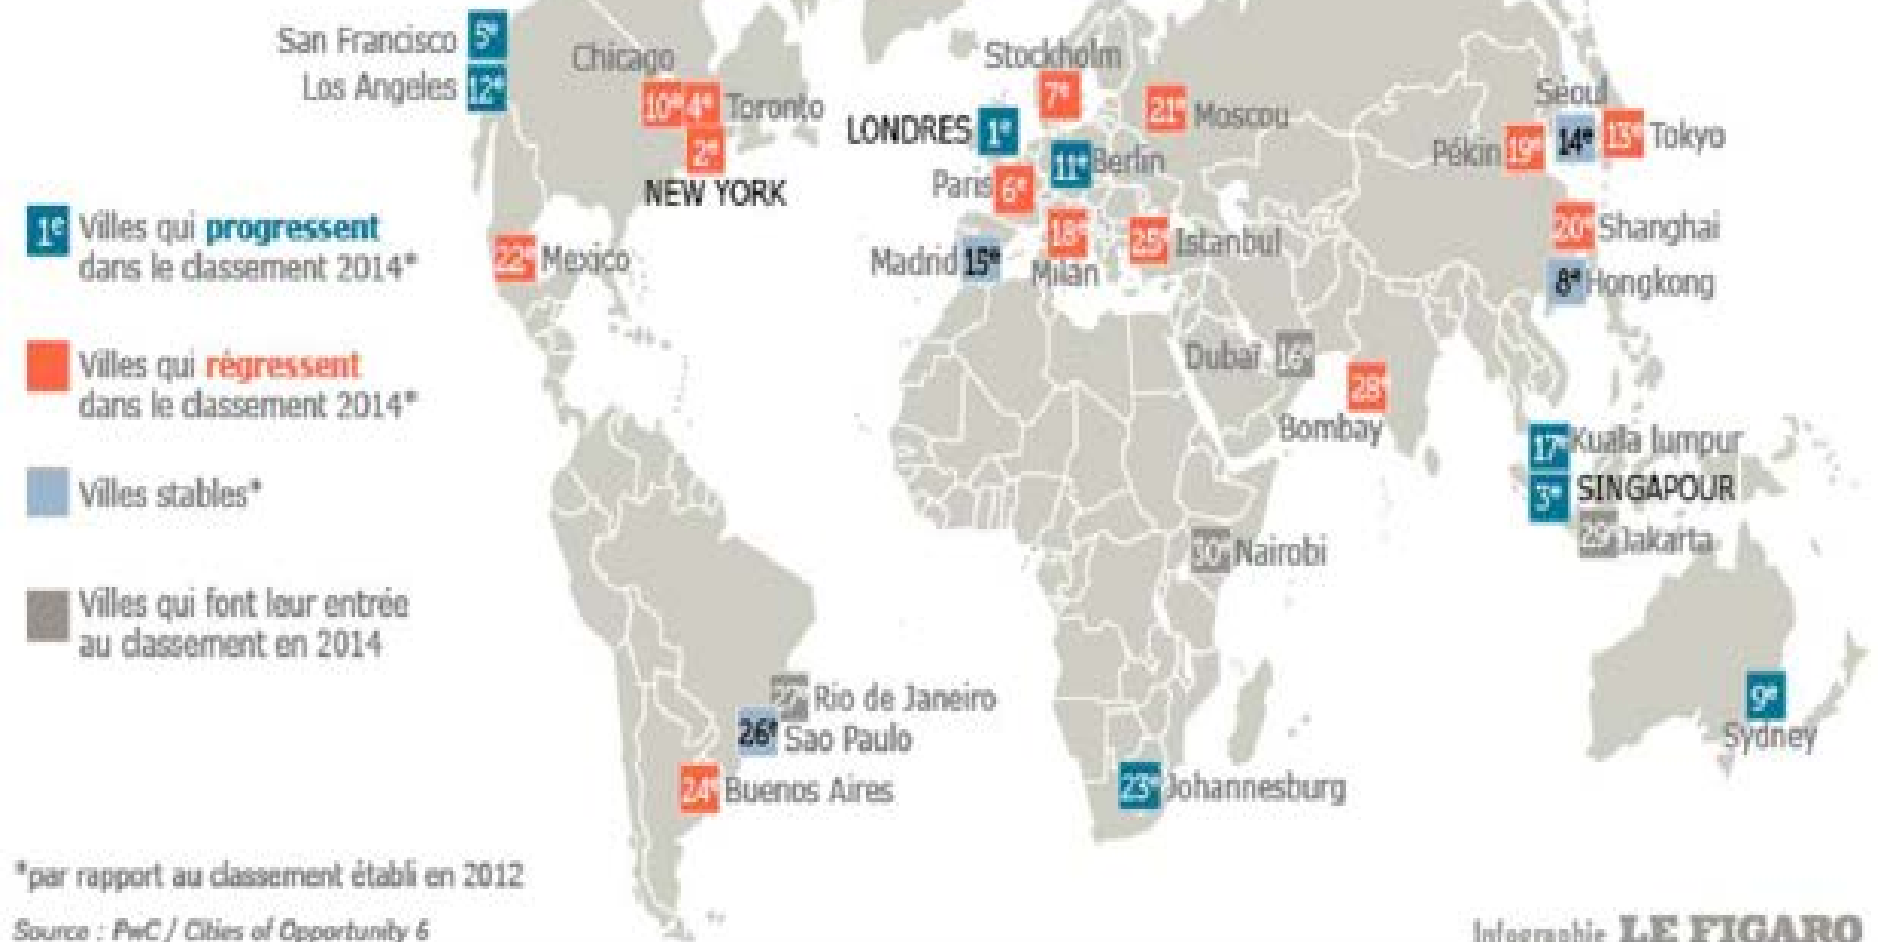 San Francisco 5e
Los Angeles 12e
Chicago
10e 4e Toronto
2e
NEW YORK
22e Mexico
Stockholm
7e
LONDRES 1e
21e Moscou
11e Berlin
Paris 6e
18e
Milan
25e Istanbul
Madrid 15e
Séoul
Pékin 19e 14e 13e Tokyo
20e Shanghai
8e Hongkong
Dubaï 16e
28e
Bombay
17e Kuala lumpur
3e SINGAPOUR
Jakarta
30e Nairobi
Rio de Janeiro
26e Sao Paulo
24e Buenos Aires
23e Johannesburg
9e
Sydney
1e Villes qui progressent
dans le classement 2014*
Villes qui régressent
dans le classement 2014*
Villes stables*
Villes qui font leur entrée
au classement en 2014
*par rapport au classement établi en 2012
Source : PwC / Cities of Opportunity 6
Infographie LE FIGARO